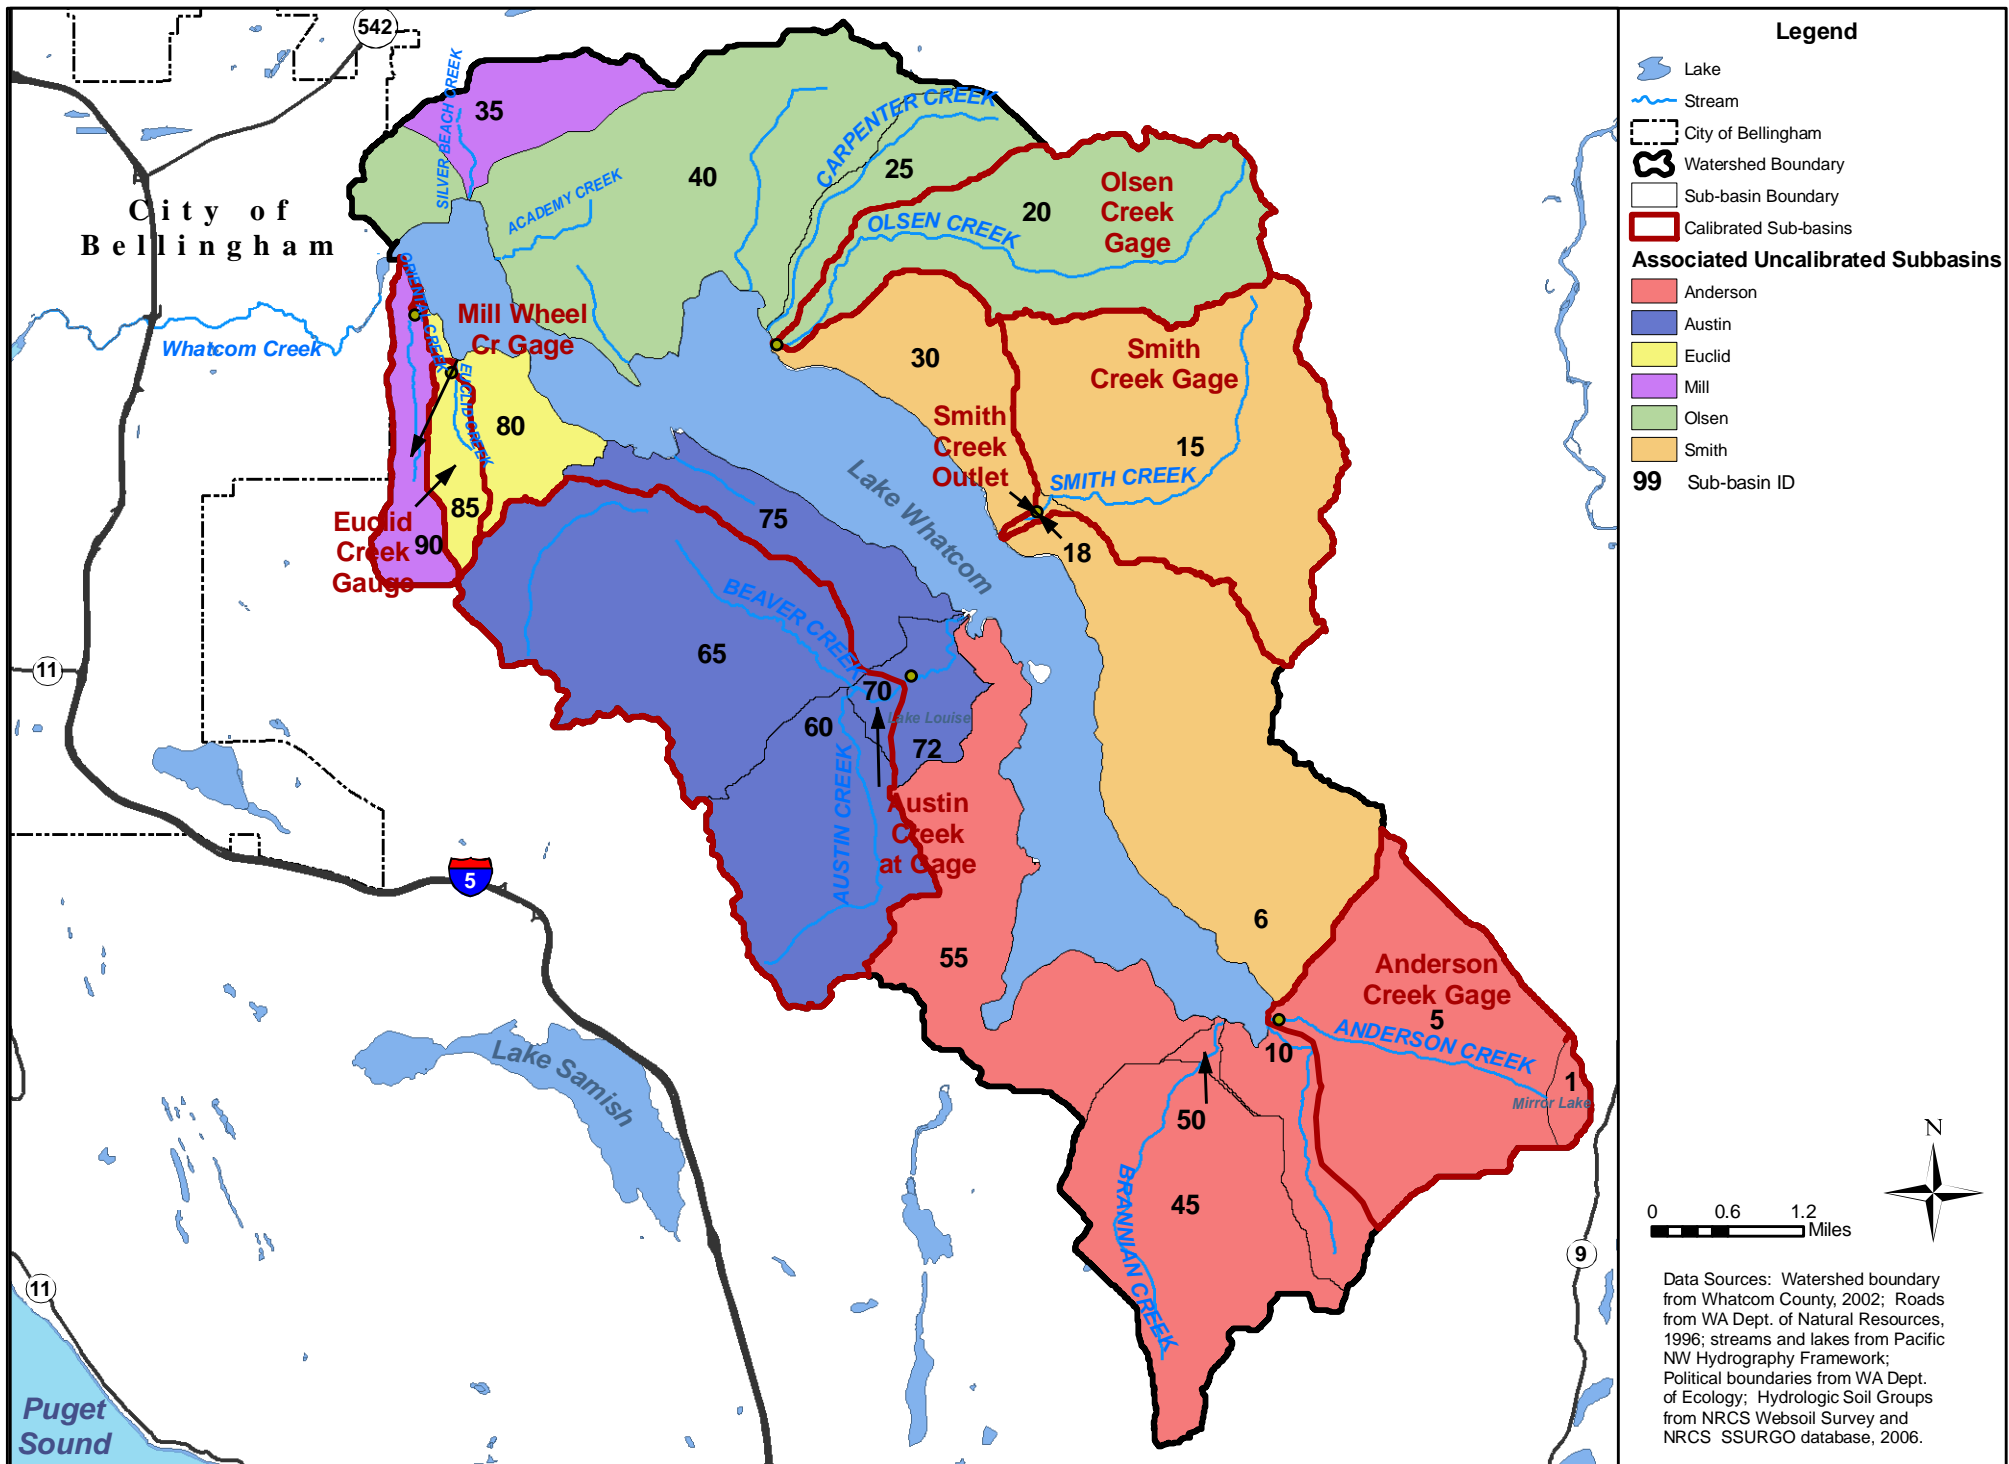 542
35
SILVER BEACH CREEK
City of
Bellingham
ACADEMY CREEK
40
CARPENTER CREEK
25
Olsen
Creek
Gage
20
OLSEN CREEK
Whatcom Creek
ORIENTAL CREEK
Mill Wheel
Cr Gage
EUCLID CREEK
80
30
Smith
Creek Gage
15
Smith
Creek
Outlet
SMITH CREEK
18
Lake Whatcom
85
Euclid
Creek
Gauge
90
75
BEAVER CREEK
65
70
Lake Louise
60
72
AUSTIN CREEK
Austin
Creek
at Gage
11
5
55
6
Anderson
Creek Gage
5
ANDERSON CREEK
10
1
Mirror Lake
50
45
BRANNIAN CREEK
Lake Samish
11
9
Puget
Sound
Legend
Lake
Stream
City of Bellingham
Watershed Boundary
Sub-basin Boundary
Calibrated Sub-basins
Associated Uncalibrated Subbasins
Anderson
Austin
Euclid
Mill
Olsen
Smith
99 Sub-basin ID
N
0 0.6 1.2
Miles
Data Sources: Watershed boundary
from Whatcom County, 2002; Roads
from WA Dept. of Natural Resources,
1996; streams and lakes from Pacific
NW Hydrography Framework;
Political boundaries from WA Dept.
of Ecology; Hydrologic Soil Groups
from NRCS Websoil Survey and
NRCS SSURGO database, 2006.